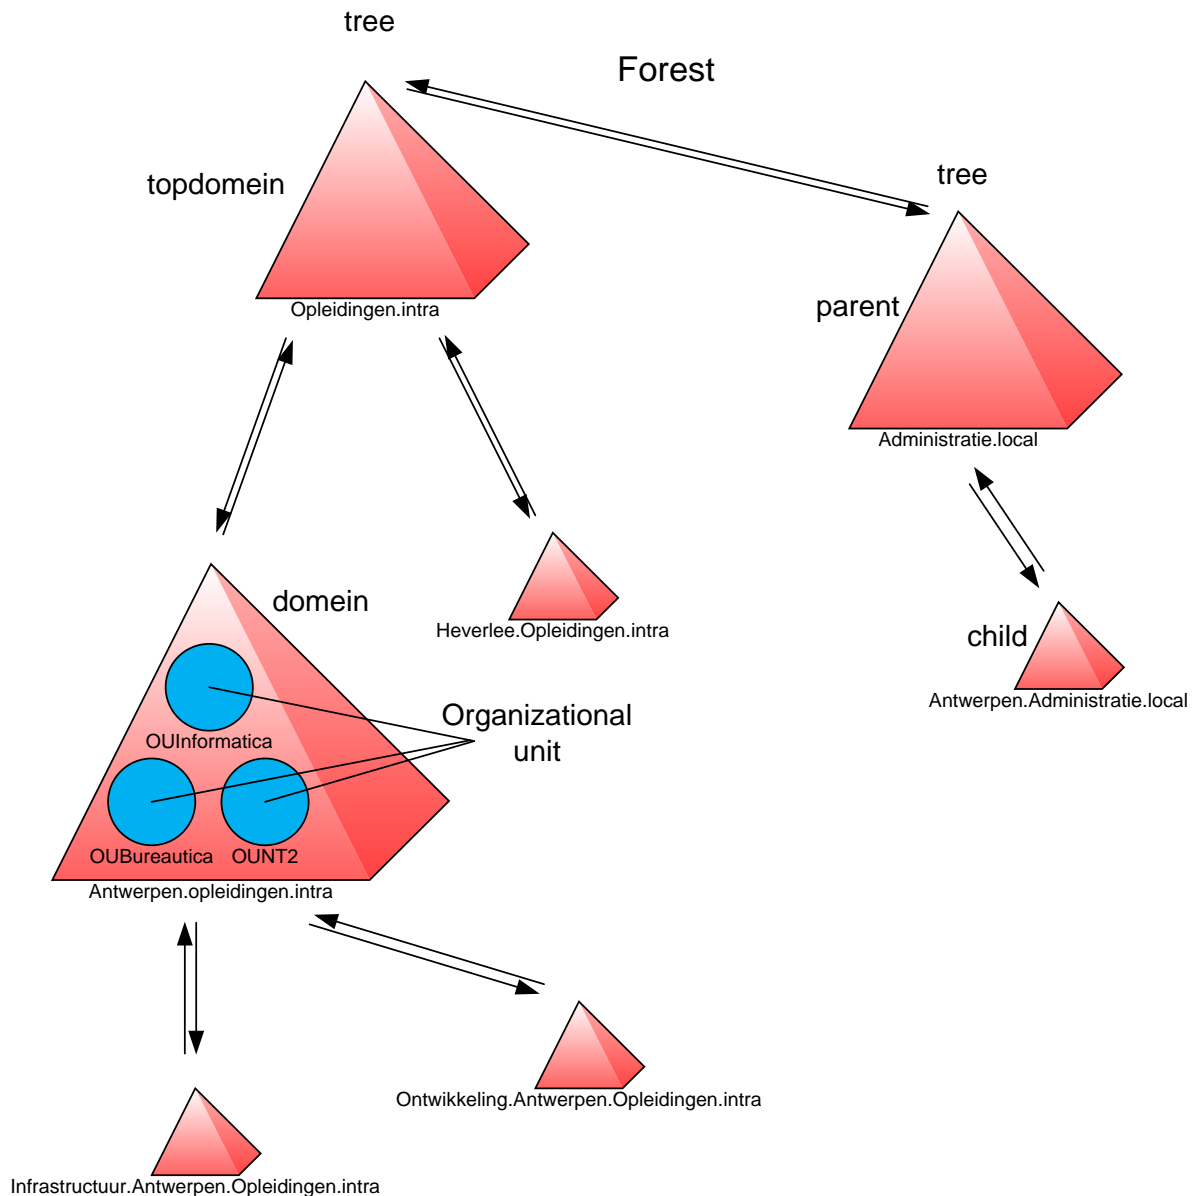 tree
Forest
topdomein
tree
Opleidingen.intra
parent
Administratie.local
domein
Heverlee.Opleidingen.intra
child
Antwerpen.Administratie.local
Organizational
unit
OUInformatica
OUBureautica
OUNT2
Antwerpen.opleidingen.intra
Ontwikkeling.Antwerpen.Opleidingen.intra
Infrastructuur.Antwerpen.Opleidingen.intra